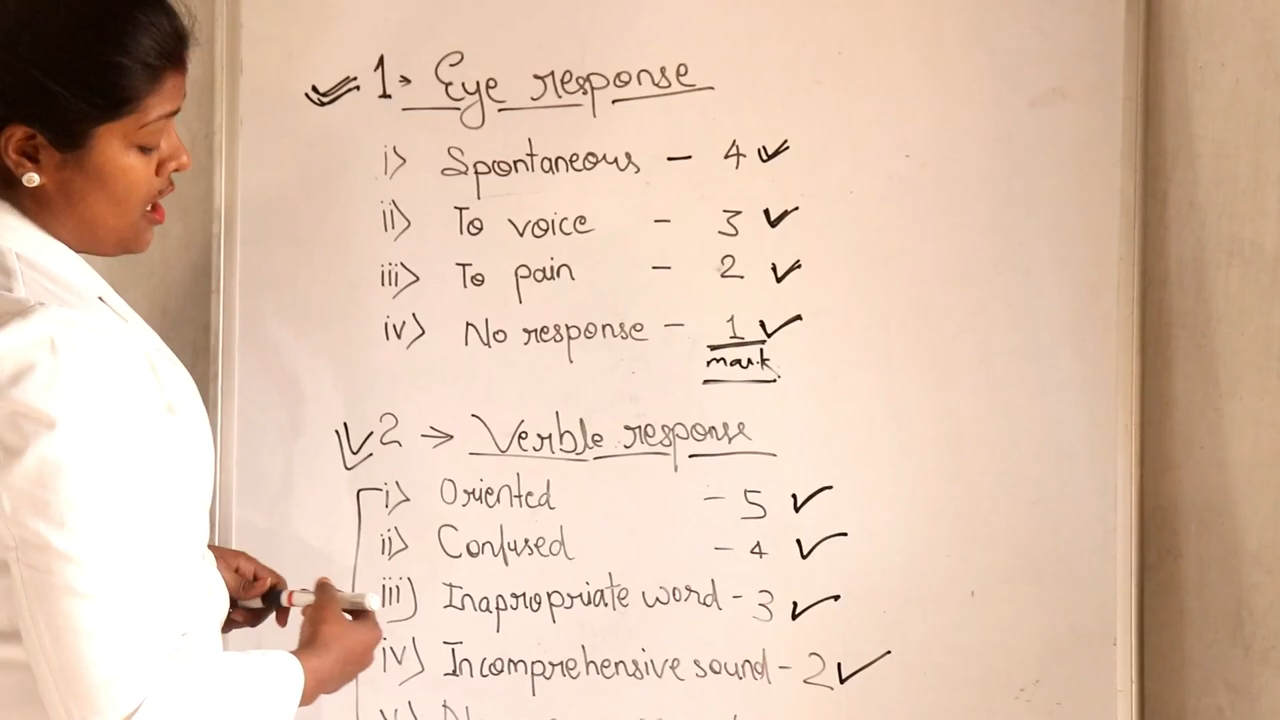 1. Eye response
i) Spontaneous - 4
ii) To voice - 3
iii) To pain - 2
iv) No response - 1
mark.
2 → Verble response
i) Oriented - 5
ii) Confused - 4
iii) Inapropriate word - 3
iv) Incomprehensive sound - 2
v)